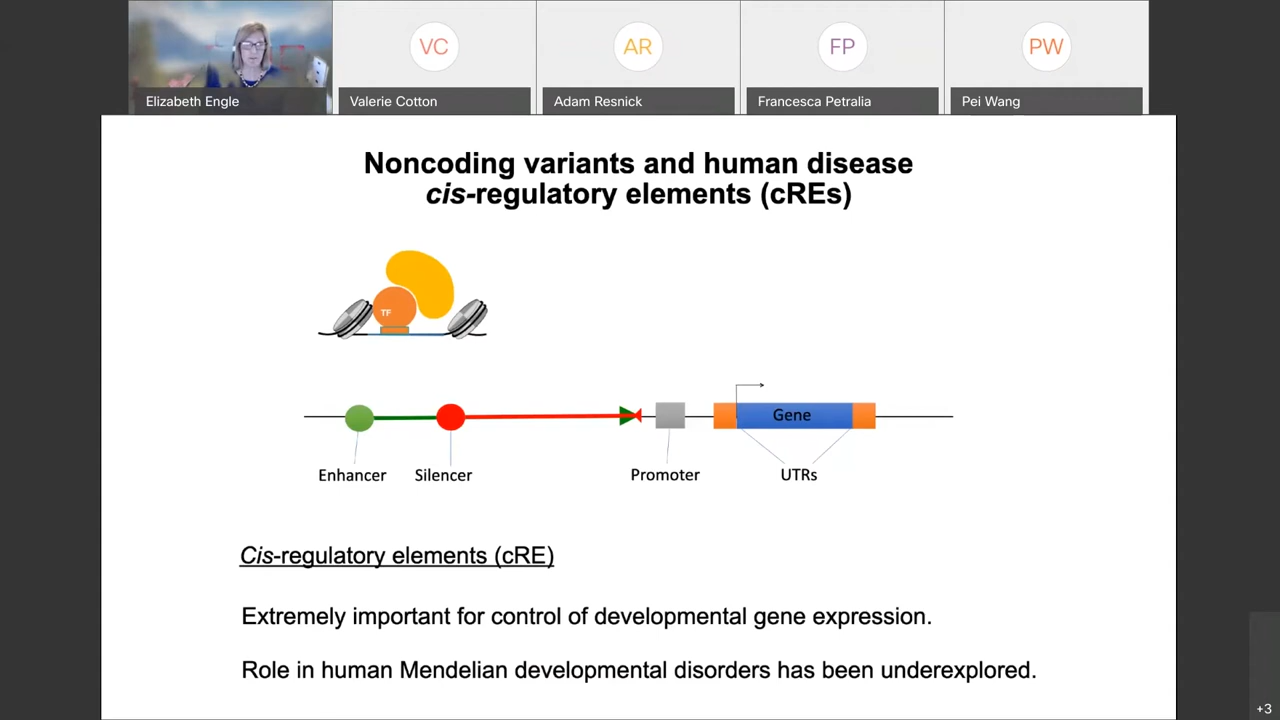 VC
AR
FP
PW
Elizabeth Engle
Valerie Cotton
Adam Resnick
Francesca Petralia
Pei Wang
Noncoding variants and human disease
cis-regulatory elements (cREs)
TF
Gene
Enhancer
Silencer
Promoter
UTRs
Cis-regulatory elements (cRE)
Extremely important for control of developmental gene expression.
Role in human Mendelian developmental disorders has been underexplored.
+3